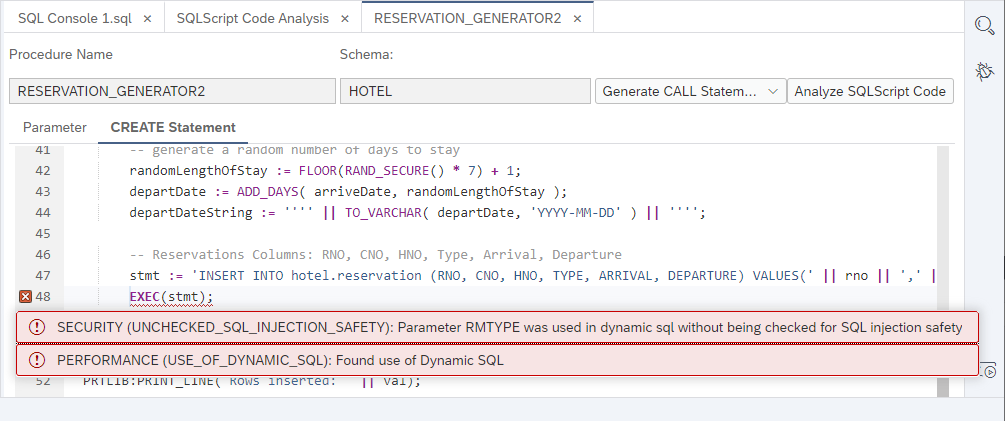 SQL Console 1.sql ×
SQLScript Code Analysis ×
RESERVATION_GENERATOR2 ×
Procedure Name
Schema:
RESERVATION_GENERATOR2
HOTEL
Generate CALL Statem...
Analyze SQLScript Code
Parameter
CREATE Statement
41 -- generate a random number of days to stay
42 randomLengthOfStay := FLOOR(RAND_SECURE() * 7) + 1;
43 departDate := ADD_DAYS( arriveDate, randomLengthOfStay );
44 departDateString := '''' || TO_VARCHAR( departDate, 'YYYY-MM-DD' ) || '''';
45
46 -- Reservations Columns: RNO, CNO, HNO, Type, Arrival, Departure
47 stmt := 'INSERT INTO hotel.reservation (RNO, CNO, HNO, TYPE, ARRIVAL, DEPARTURE) VALUES(' || rno || ',' |
48 EXEC(stmt);
SECURITY (UNCHECKED_SQL_INJECTION_SAFETY): Parameter RMTYPE was used in dynamic sql without being checked for SQL injection safety
PERFORMANCE (USE_OF_DYNAMIC_SQL): Found use of Dynamic SQL
52 PRTLIB:PRINT_LINE('Rows inserted: ' || val);